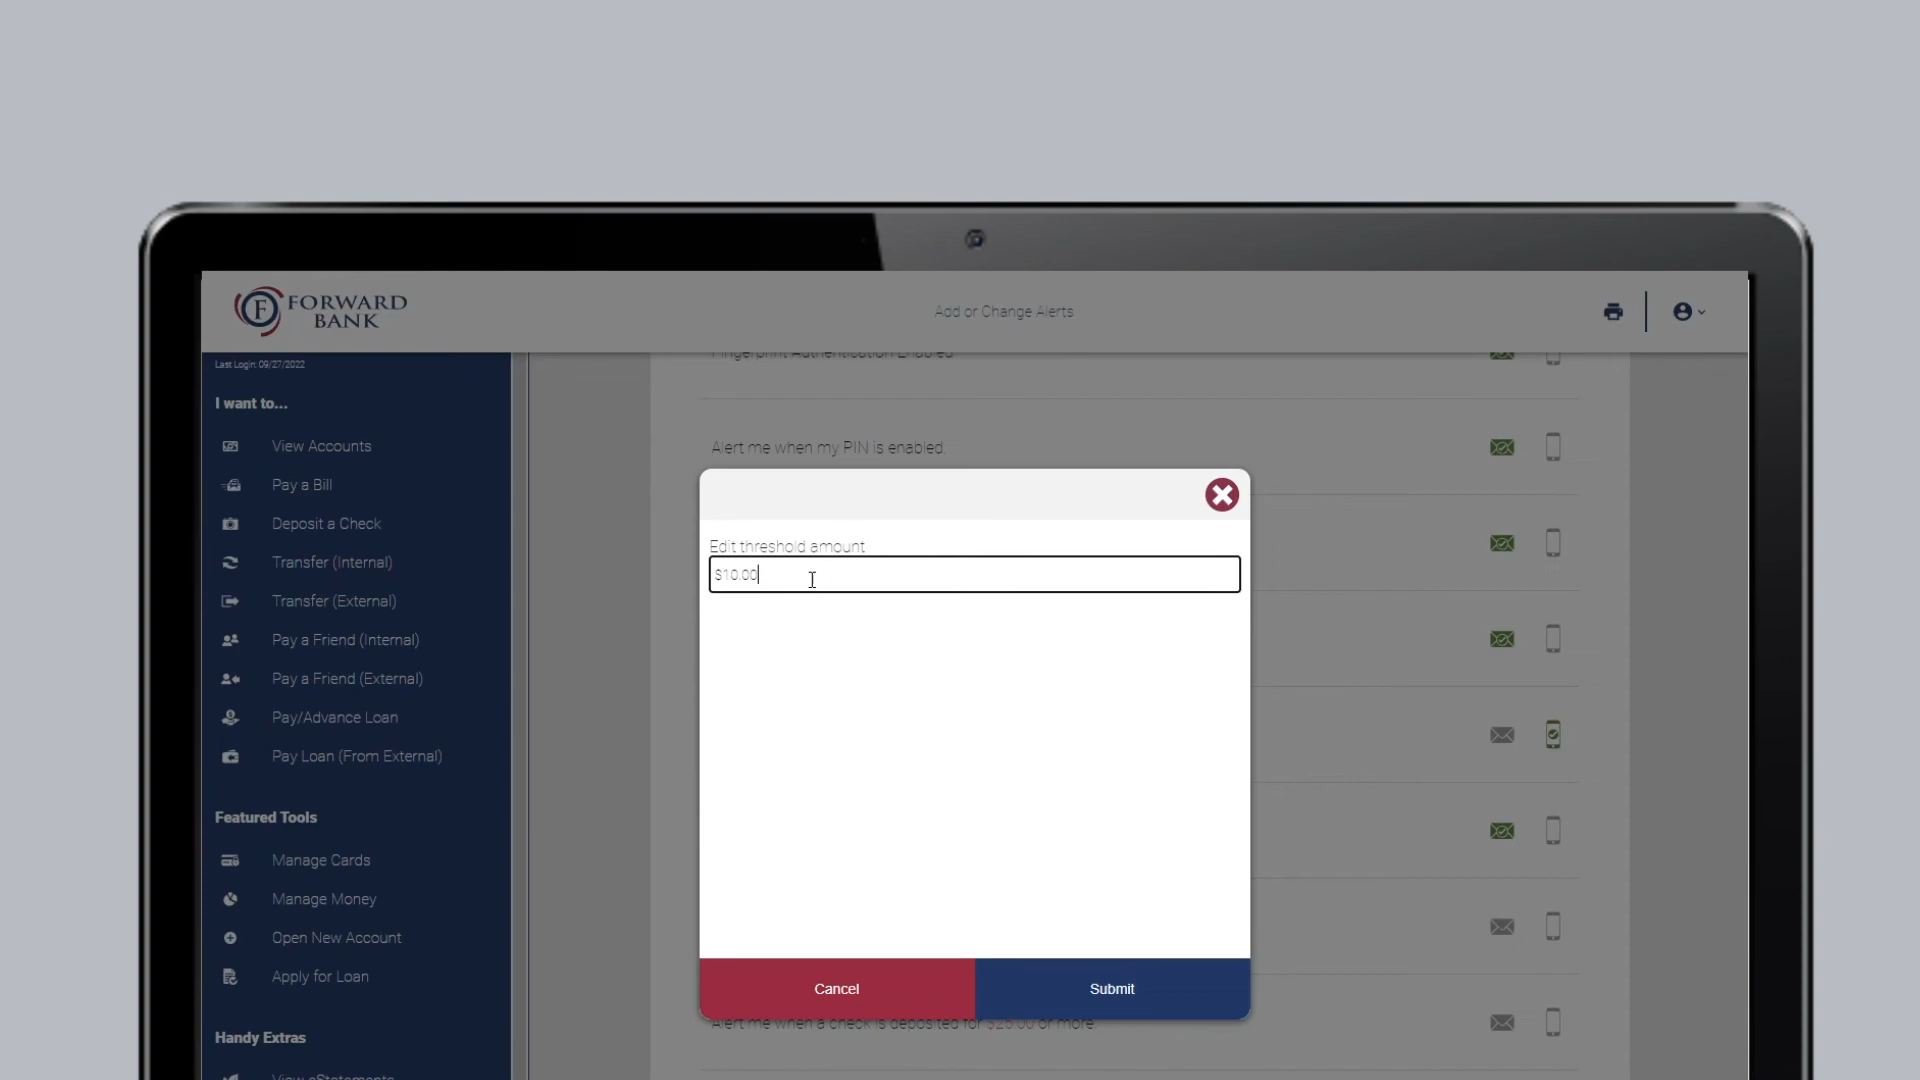 FORWARD
BANK
Add or Change Alerts
Last Login: 09/27/2022
Fingerprint Authentication Enabled
I want to...
View Accounts
Alert me when my PIN is enabled.
Pay a Bill
Deposit a Check
Edit threshold amount
Transfer (Internal)
$10.00
Transfer (External)
Pay a Friend (Internal)
Pay a Friend (External)
Pay/Advance Loan
Pay Loan (From External)
Featured Tools
Manage Cards
Manage Money
Open New Account
Apply for Loan
Cancel
Submit
Alert me when a check is deposited for $25.00 or more.
Handy Extras
View eStatements